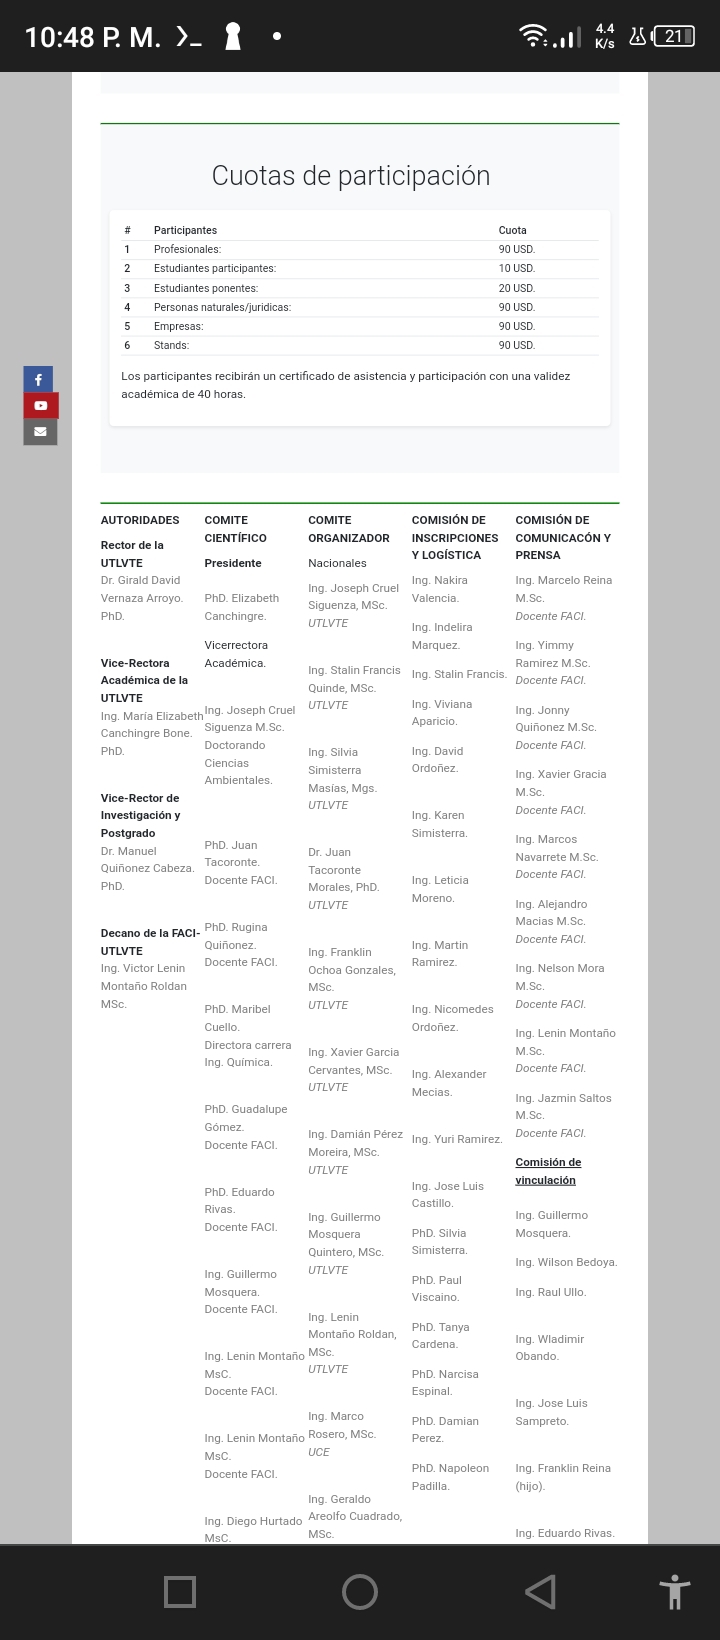 10:48 P. M.
4.4
K/s
21
Cuotas de participación
# Participantes Cuota
1 Profesionales: 90 USD.
2 Estudiantes participantes: 10 USD.
3 Estudiantes ponentes: 20 USD.
4 Personas naturales/juridicas: 90 USD.
5 Empresas: 90 USD.
6 Stands: 90 USD.
Los participantes recibirán un certificado de asistencia y participación con una validez
académica de 40 horas.
AUTORIDADES
Rector de la
UTLVTE
Dr. Girald David
Vernaza Arroyo.
PhD.
Vice-Rectora
Académica de la
UTLVTE
Ing. María Elizabeth
Canchingre Bone.
PhD.
Vice-Rector de
Investigación y
Postgrado
Dr. Manuel
Quiñonez Cabeza.
PhD.
Decano de la FACI-
UTLVTE
Ing. Victor Lenin
Montaño Roldan
MSc.
COMITE
CIENTÍFICO
Presidente
PhD. Elizabeth
Canchingre.
Vicerrectora
Académica.
Ing. Joseph Cruel
Siguenza M.Sc.
Doctorando
Ciencias
Ambientales.
PhD. Juan
Tacoronte.
Docente FACI.
PhD. Rugina
Quiñonez.
Docente FACI.
PhD. Maribel
Cuello.
Directora carrera
Ing. Química.
PhD. Guadalupe
Gómez.
Docente FACI.
PhD. Eduardo
Rivas.
Docente FACI.
Ing. Guillermo
Mosquera.
Docente FACI.
Ing. Lenin Montaño
MsC.
Docente FACI.
Ing. Lenin Montaño
MsC.
Docente FACI.
Ing. Diego Hurtado
MsC.
COMITE
ORGANIZADOR
Nacionales
Ing. Joseph Cruel
Siguenza, MSc.
UTLVTE
Ing. Stalin Francis
Quinde, MSc.
UTLVTE
Ing. Silvia
Simisterra
Masías, Mgs.
UTLVTE
Dr. Juan
Tacoronte
Morales, PhD.
UTLVTE
Ing. Franklin
Ochoa Gonzales,
MSc.
UTLVTE
Ing. Xavier Garcia
Cervantes, MSc.
UTLVTE
Ing. Damián Pérez
Moreira, MSc.
UTLVTE
Ing. Guillermo
Mosquera
Quintero, MSc.
UTLVTE
Ing. Lenin
Montaño Roldan,
MSc.
UTLVTE
Ing. Marco
Rosero, MSc.
UCE
Ing. Geraldo
Areolfo Cuadrado,
MSc.
COMISIÓN DE
INSCRIPCIONES
Y LOGÍSTICA
Ing. Nakira
Valencia.
Ing. Indelira
Marquez.
Ing. Stalin Francis.
Ing. Viviana
Aparicio.
Ing. David
Ordoñez.
Ing. Karen
Simisterra.
Ing. Leticia
Moreno.
Ing. Martin
Ramirez.
Ing. Nicomedes
Ordoñez.
Ing. Alexander
Mecias.
Ing. Yuri Ramirez.
Ing. Jose Luis
Castillo.
PhD. Silvia
Simisterra.
PhD. Paul
Viscaino.
PhD. Tanya
Cardena.
PhD. Narcisa
Espinal.
PhD. Damian
Perez.
PhD. Napoleon
Padilla.
COMISIÓN DE
COMUNICACÓN Y
PRENSA
Ing. Marcelo Reina
M.Sc.
Docente FACI.
Ing. Yimmy
Ramirez M.Sc.
Docente FACI.
Ing. Jonny
Quiñonez M.Sc.
Docente FACI.
Ing. Xavier Gracia
M.Sc.
Docente FACI.
Ing. Marcos
Navarrete M.Sc.
Docente FACI.
Ing. Alejandro
Macias M.Sc.
Docente FACI.
Ing. Nelson Mora
M.Sc.
Docente FACI.
Ing. Lenin Montaño
M.Sc.
Docente FACI.
Ing. Jazmin Saltos
M.Sc.
Docente FACI.
Comisión de
vinculación
Ing. Guillermo
Mosquera.
Ing. Wilson Bedoya.
Ing. Raul Ullo.
Ing. Wladimir
Obando.
Ing. Jose Luis
Sampreto.
Ing. Franklin Reina
(hijo).
Ing. Eduardo Rivas.